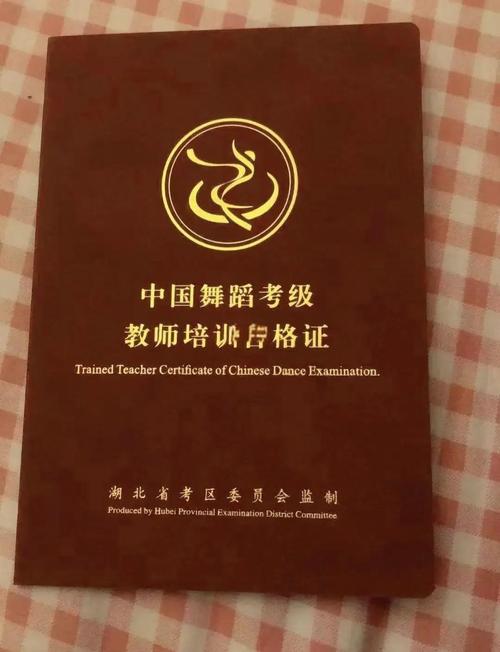 中国舞蹈考级
教师培训合格证
Trained Teacher Certificate of Chinese Dance Examination.
湖北省考区委员会监制
Produced by Hubei Provincial Examination District Committee